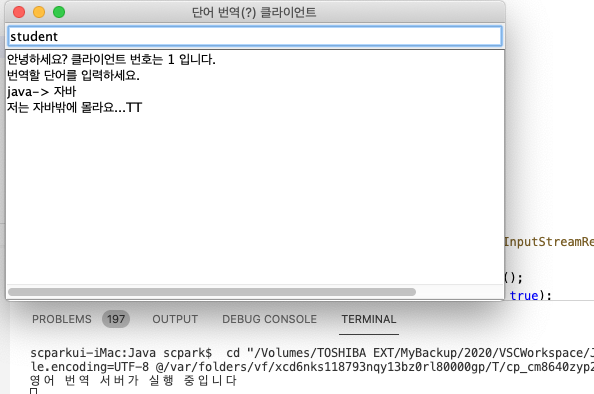 단어 번역(?) 클라이언트
student
안녕하세요? 클라이언트 번호는 1 입니다.
번역할 단어를 입력하세요.
java-> 자바
저는 자바밖에 몰라요...TT
InputStreamRe
();
true);
PROBLEMS 197 OUTPUT DEBUG CONSOLE TERMINAL
scparkui-iMac:Java scpark$ cd "/Volumes/TOSHIBA EXT/MyBackup/2020/VSCWorkspace/J
le.encoding=UTF-8 @/var/folders/vf/xcd6nks118793nqy13bz0rl80000gp/T/cp_cm8640zyp2
영어 번역 서버가 실행 중입니다